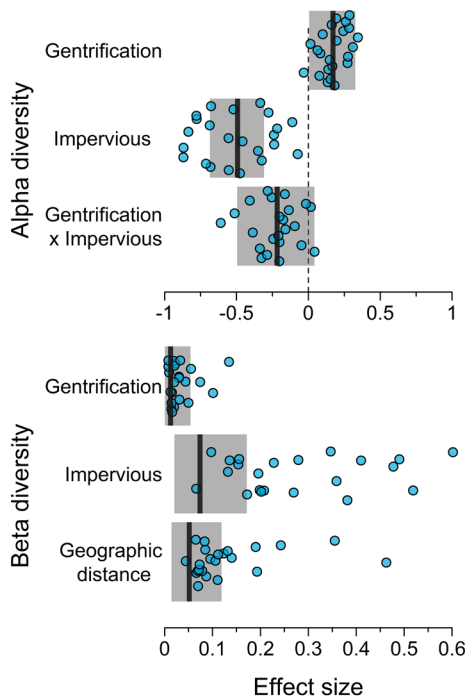 Alpha diversity
Gentrification
Impervious
Gentrification
x Impervious
-1 -0.5 0 0.5 1
Beta diversity
Gentrification
Impervious
Geographic
distance
0 0.1 0.2 0.3 0.4 0.5 0.6
Effect size